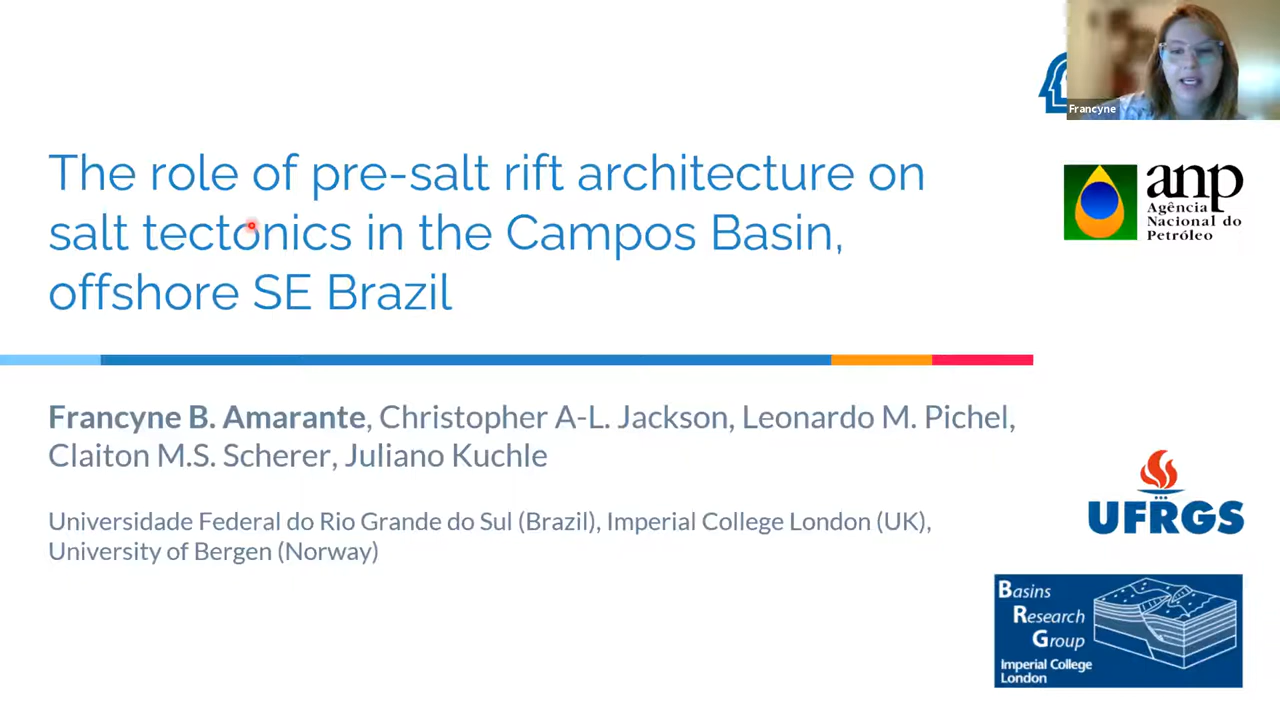 Francyne
The role of pre-salt rift architecture on
salt tectonics in the Campos Basin,
offshore SE Brazil
anp
Agência
Nacional do
Petróleo
Francyne B. Amarante, Christopher A-L. Jackson, Leonardo M. Pichel,
Claiton M.S. Scherer, Juliano Kuchle
Universidade Federal do Rio Grande do Sul (Brazil), Imperial College London (UK),
University of Bergen (Norway)
UFRGS
Basins
Research
Group
Imperial College
London